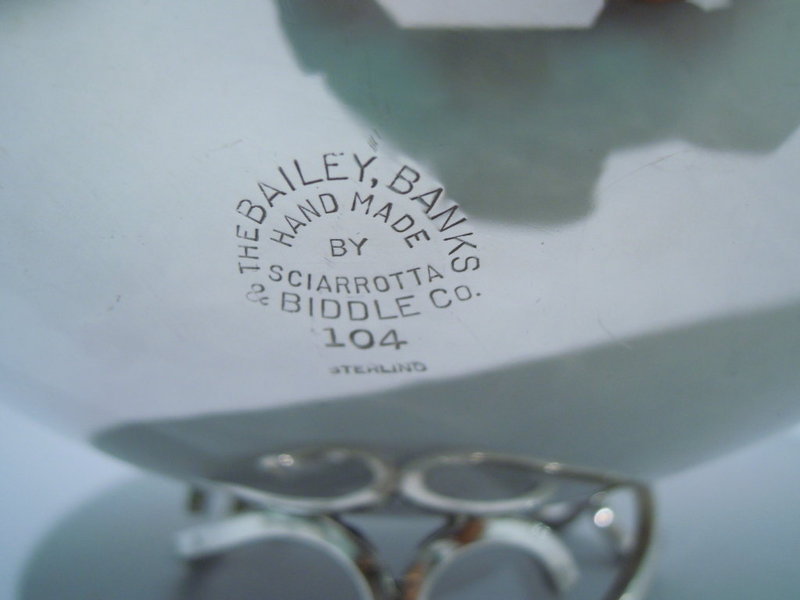 THE BAILEY, BANKS
& BIDDLE Co.
HAND MADE
BY
SCIARROTTA
104
STERLING